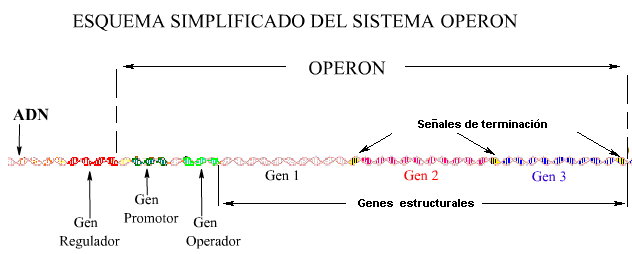 ESQUEMA SIMPLIFICADO DEL SISTEMA OPERON
OPERON
ADN
Señales de terminación
Gen 1
Gen 2
Gen 3
Gen
Promotor
Genes estructurales
Gen
Regulador
Gen
Operador